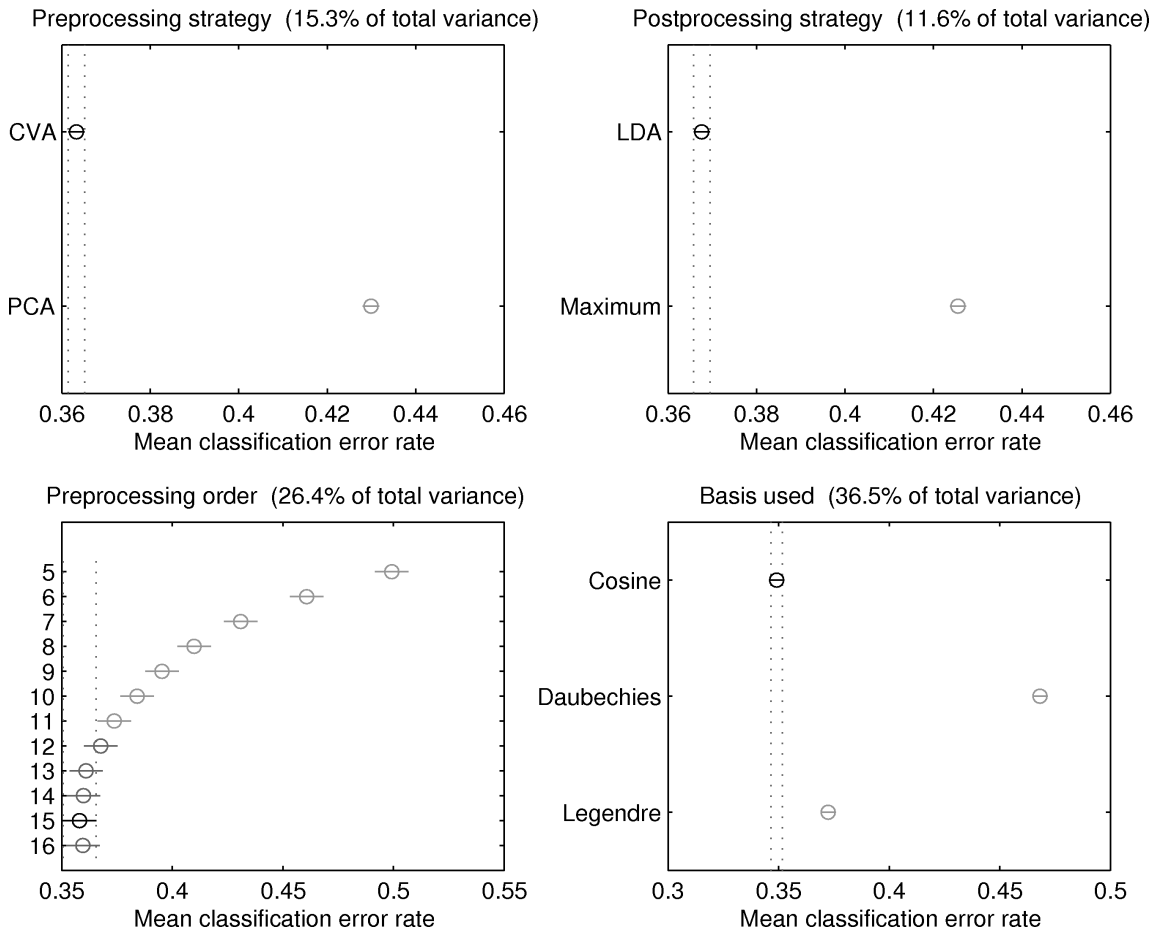 Preprocessing strategy (15.3% of total variance)
CVA
PCA
0.36 0.38 0.4 0.42 0.44 0.46
Mean classification error rate
Postprocessing strategy (11.6% of total variance)
LDA
Maximum
0.36 0.38 0.4 0.42 0.44 0.46
Mean classification error rate
Preprocessing order (26.4% of total variance)
5
6
7
8
9
10
11
12
13
14
15
16
0.35 0.4 0.45 0.5 0.55
Mean classification error rate
Basis used (36.5% of total variance)
Cosine
Daubechies
Legendre
0.3 0.35 0.4 0.45 0.5
Mean classification error rate